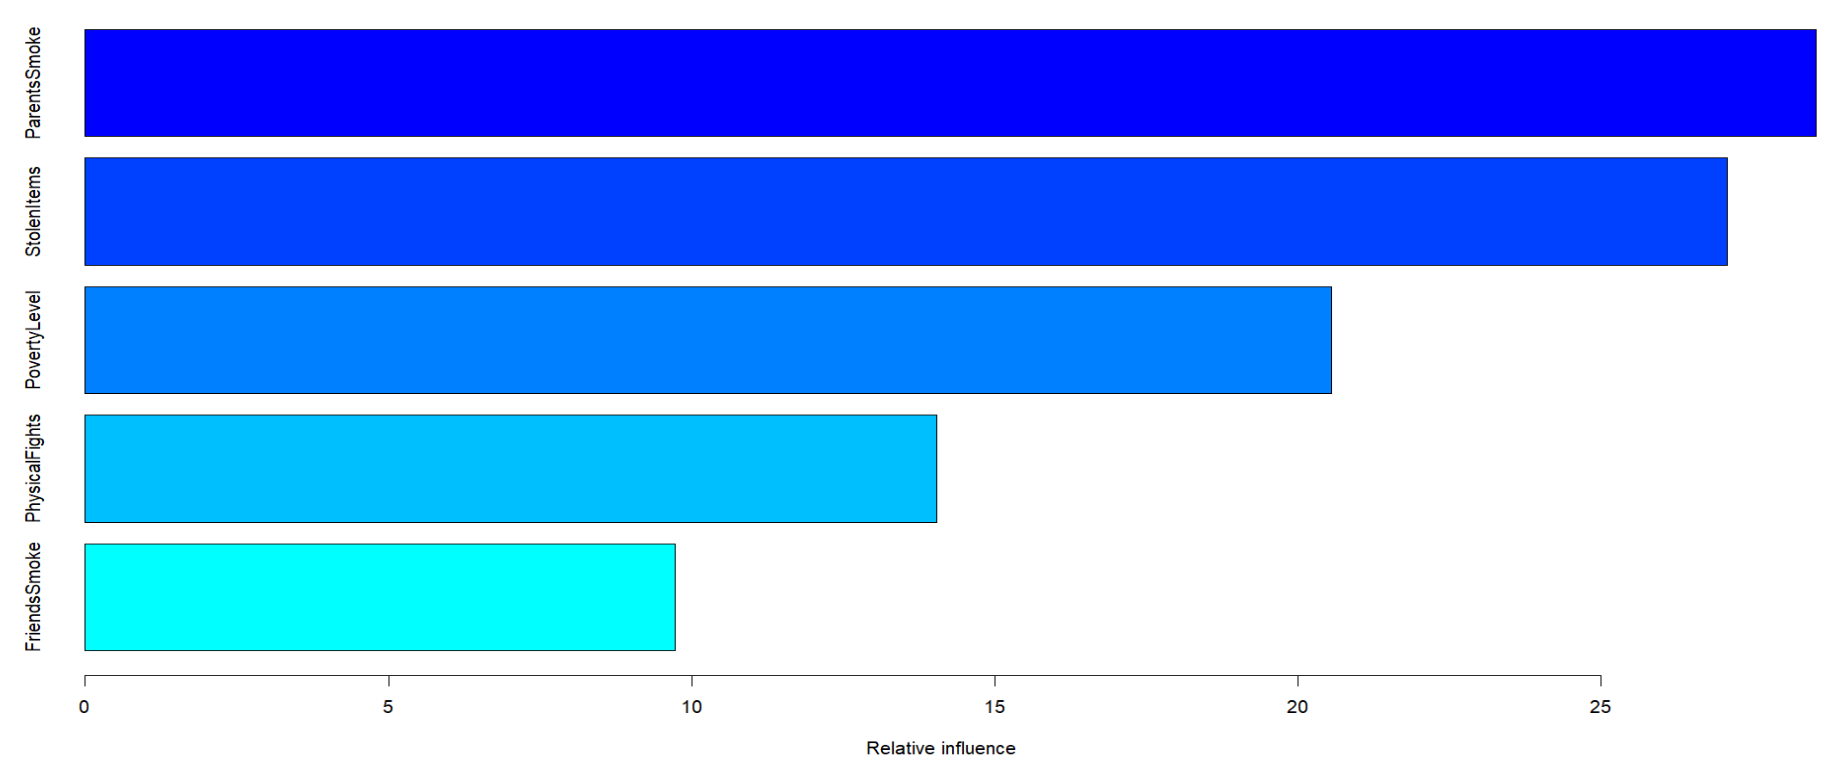 ParentsSmoke
StolenItems
PovertyLevel
PhysicalFights
FriendsSmoke
0 5 10 15 20 25
Relative influence